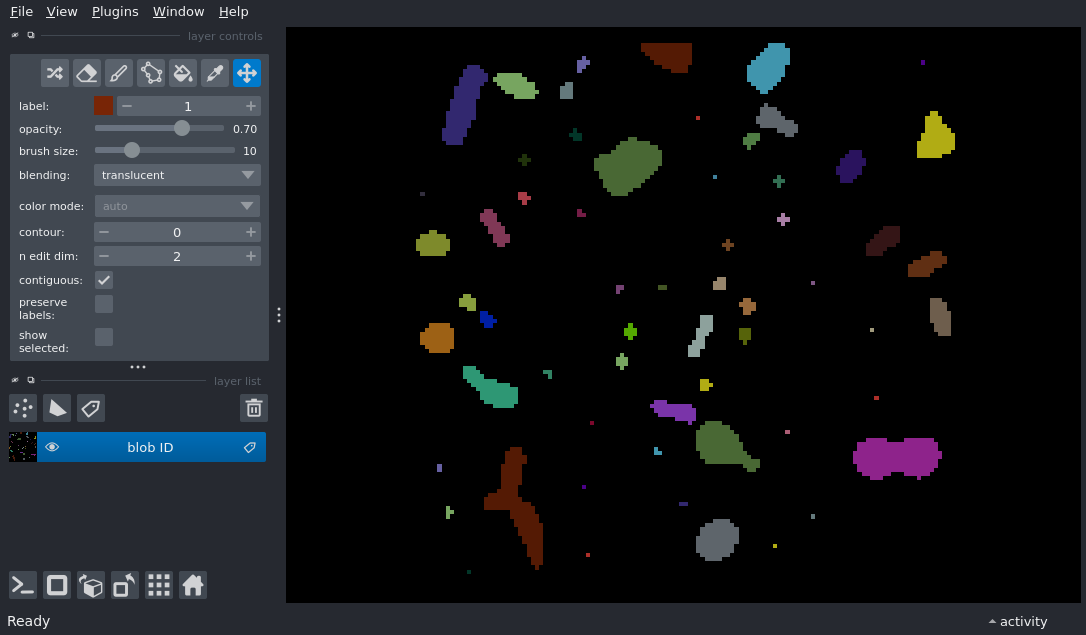 File View Plugins Window Help
layer controls
label: 1
opacity: 0.70
brush size: 10
blending: translucent
color mode: auto
contour: 0
n edit dim: 2
contiguous:
preserve
labels:
show
selected:
layer list
blob ID
Ready
activity